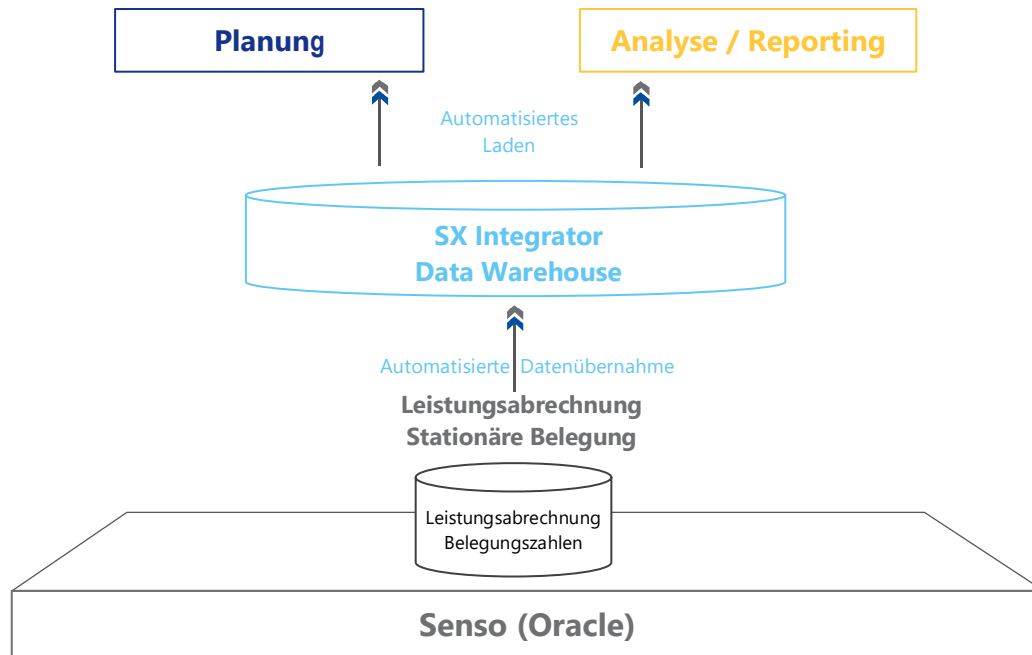 Planung
Analyse / Reporting
Automatisiertes
Laden
SX Integrator
Data Warehouse
Automatisierte Datenübernahme
Leistungsabrechnung
Stationäre Belegung
Leistungsabrechnung
Belegungszahlen
Senso (Oracle)